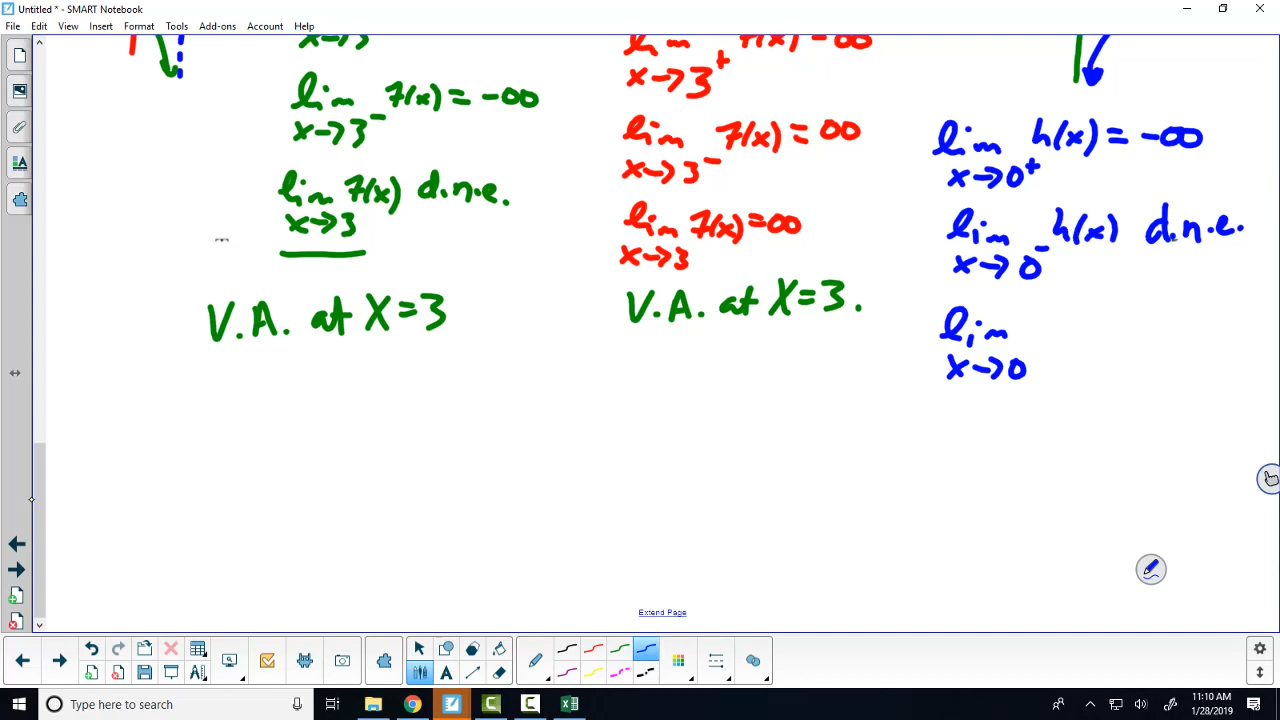 Untitled * - SMART Notebook
File Edit View Insert Format Tools Add-ons Account Help
x→3
lim f(x) = -∞
x→3⁻
lim f(x) d.n.e.
x→3
V.A. at x=3
lim f(x) = ∞
x→3⁺
lim f(x) = ∞
x→3⁻
lim f(x) = ∞
x→3
V.A. at x=3.
lim h(x) = -∞
x→0⁺
lim h(x) d.n.e.
x→0⁻
lim
x→0
Extend Page
Type here to search
11:10 AM
1/28/2019